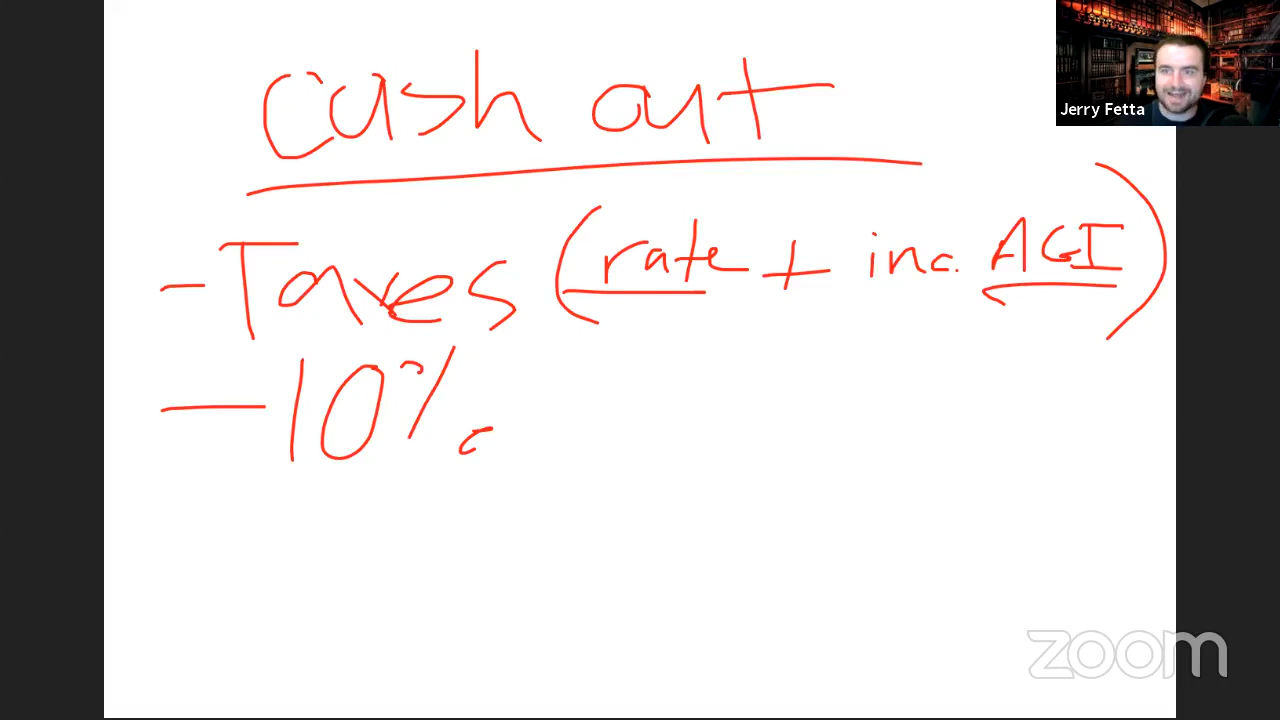 Cash out
- Taxes (rate + inc. AGI)
- 10%
Jerry Fetta
zoom